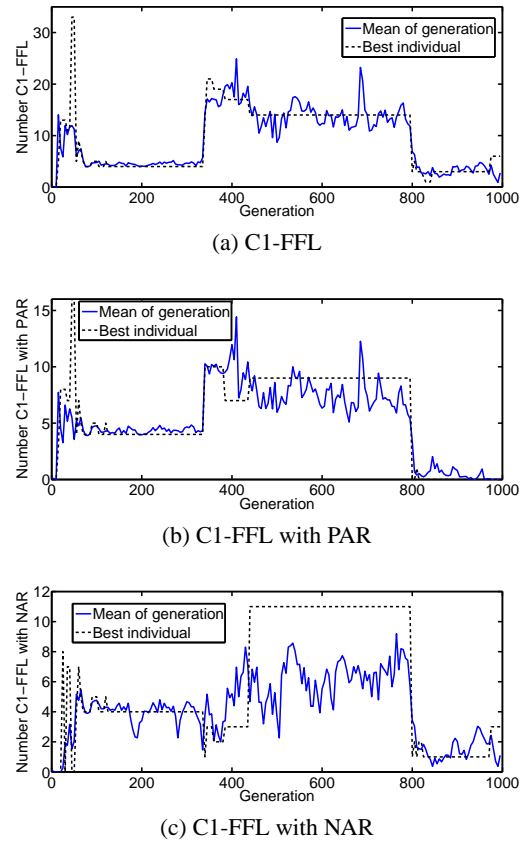 Number C1−FFL
30
20
10
0
Mean of generation
Best individual
0 200 400 600 800 1000
Generation
(a) C1-FFL
Number C1−FFL with PAR
15
10
5
0
Mean of generation
Best individual
0 200 400 600 800 1000
Generation
(b) C1-FFL with PAR
Number C1−FFL with NAR
12
10
8
6
4
2
0
Mean of generation
Best individual
0 200 400 600 800 1000
Generation
(c) C1-FFL with NAR